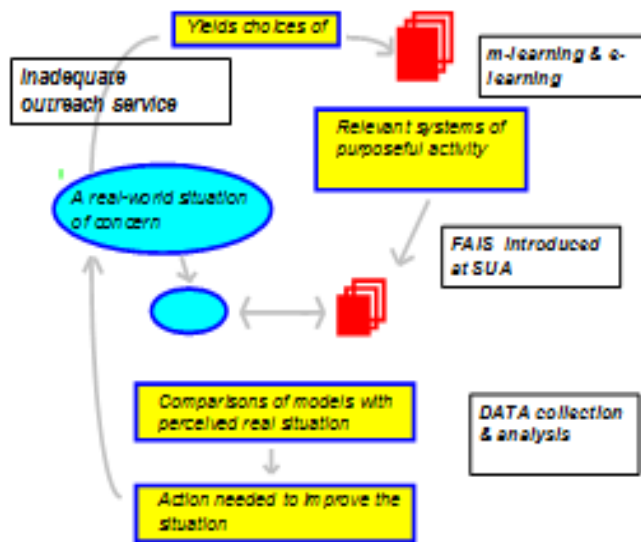 Yields choices of
m-learning & e-
learning
Inadequate
outreach service
Relevant systems of
purposeful activity
A real-world situation
of concern
FAIS Introduced
at SUA
Comparisons of models with
perceived real situation
DATA collection
& analysis
Action needed to improve the
situation